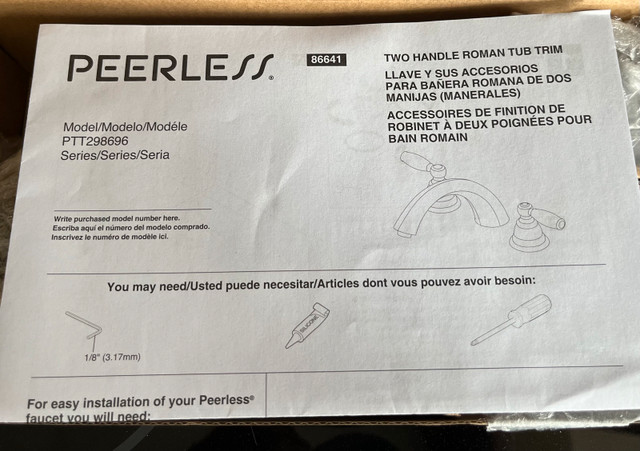 PEERLESS®
86641
TWO HANDLE ROMAN TUB TRIM
LLAVE Y SUS ACCESORIOS
PARA BAÑERA ROMANA DE DOS
MANIJAS (MANERALES)
ACCESSOIRES DE FINITION DE
ROBINET À DEUX POIGNÉES POUR
BAIN ROMAIN
Model/Modelo/Modèle
PTT298696
Series/Series/Seria
Write purchased model number here.
Escriba aquí el número del modelo comprado.
Inscrivez le numéro de modèle ici.
You may need/Usted puede necesitar/Articles dont vous pouvez avoir besoin:
SILICONE
1/8" (3.17mm)
For easy installation of your Peerless®
faucet you will need: